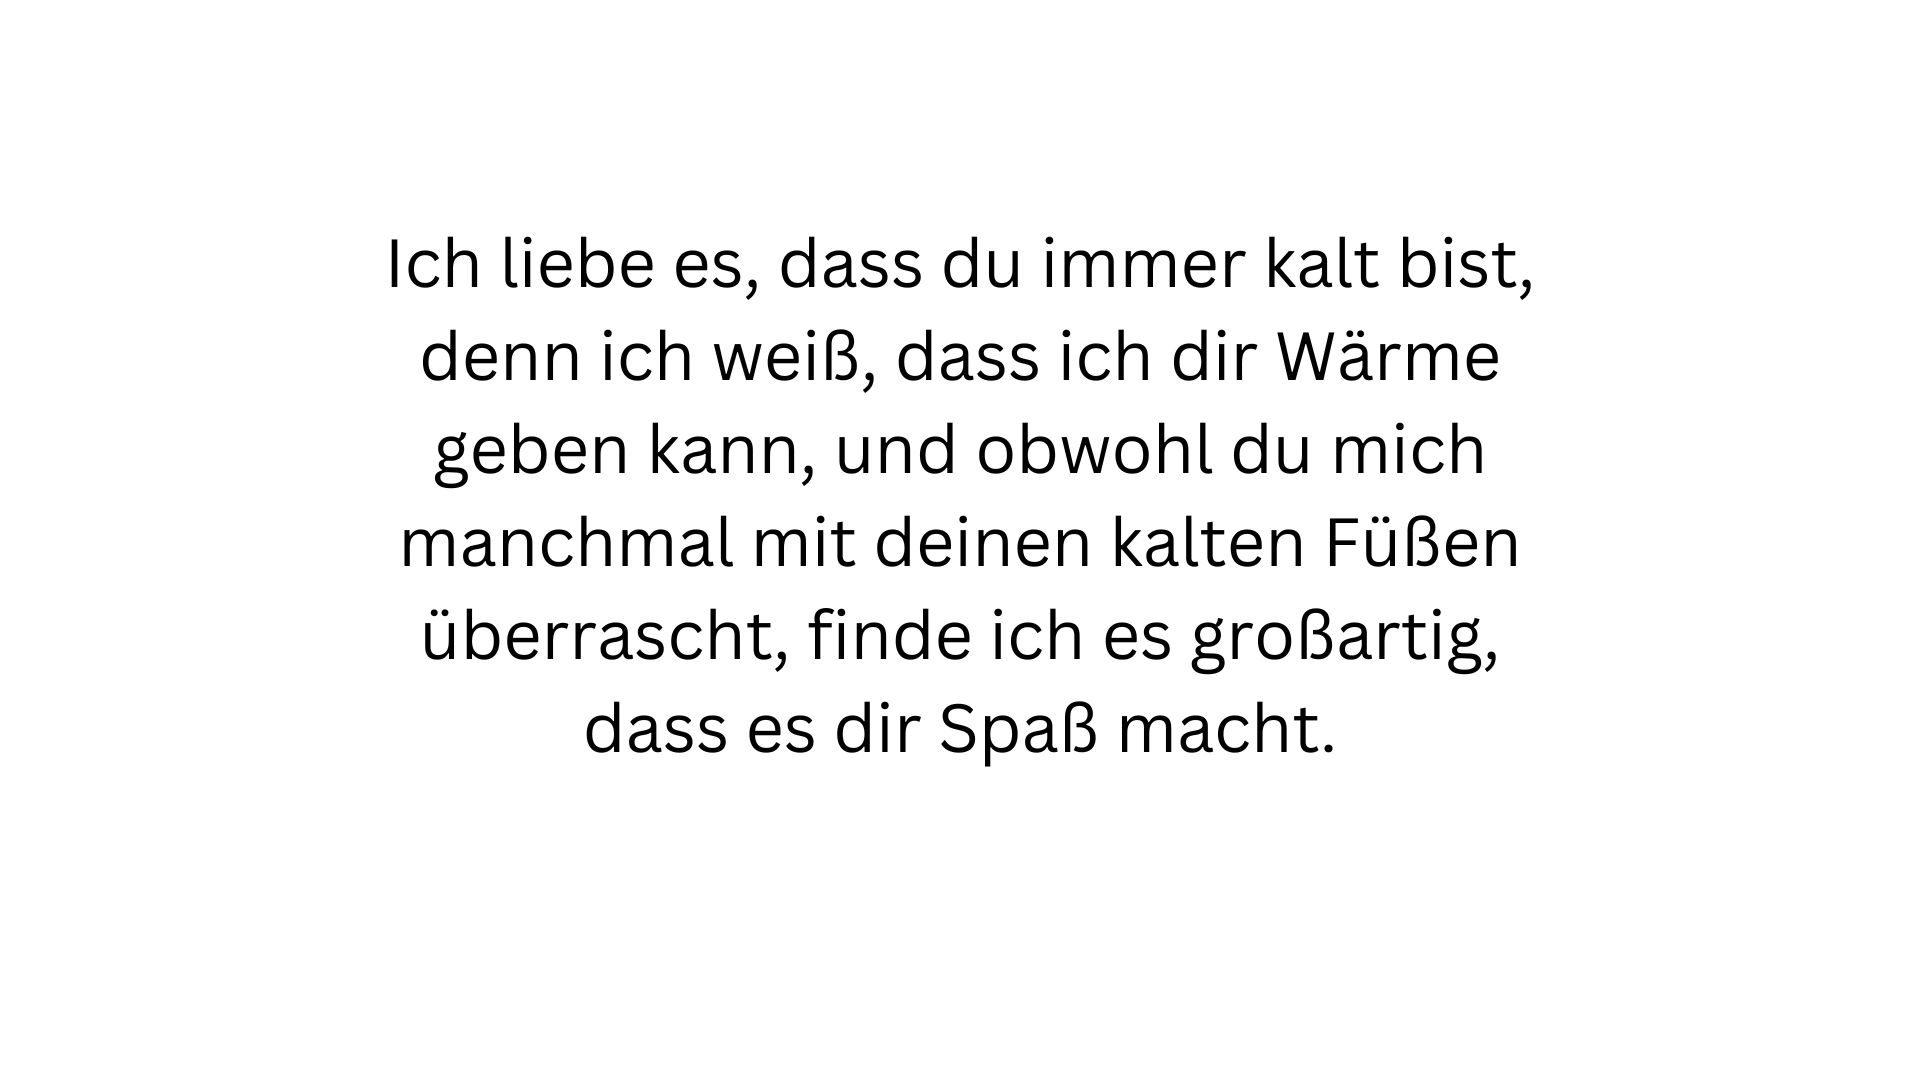 Ich liebe es, dass du immer kalt bist,
denn ich weiß, dass ich dir Wärme
geben kann, und obwohl du mich
manchmal mit deinen kalten Füßen
überrascht, finde ich es großartig,
dass es dir Spaß macht.